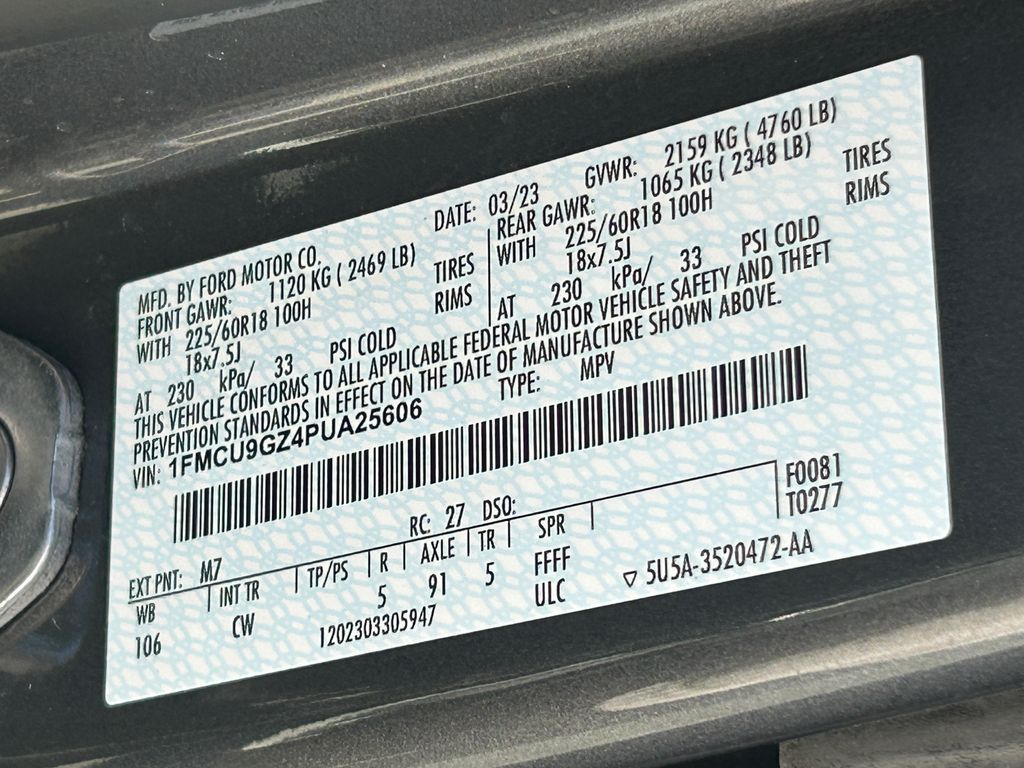 MFD. BY FORD MOTOR CO. DATE: 03/23 GVWR: 2159 KG ( 4760 LB)
FRONT GAWR: 1120 KG ( 2469 LB) REAR GAWR: 1065 KG ( 2348 LB)
WITH 225/60R18 100H TIRES WITH 225/60R18 100H TIRES
18x7.5J RIMS 18x7.5J RIMS
AT 230 kPa/ 33 PSI COLD AT 230 kPa/ 33 PSI COLD
THIS VEHICLE CONFORMS TO ALL APPLICABLE FEDERAL MOTOR VEHICLE SAFETY AND THEFT
PREVENTION STANDARDS IN EFFECT ON THE DATE OF MANUFACTURE SHOWN ABOVE.
VIN: 1FMCU9GZ4PUA25606 TYPE: MPV
F0081
T0277
EXT PNT: M7 RC: 27 DSO:
WB INT TR TP/PS R AXLE TR SPR
106 CW 5 91 5 FFFF
1202303305947 ULC ▽ 5U5A-3520472-AA